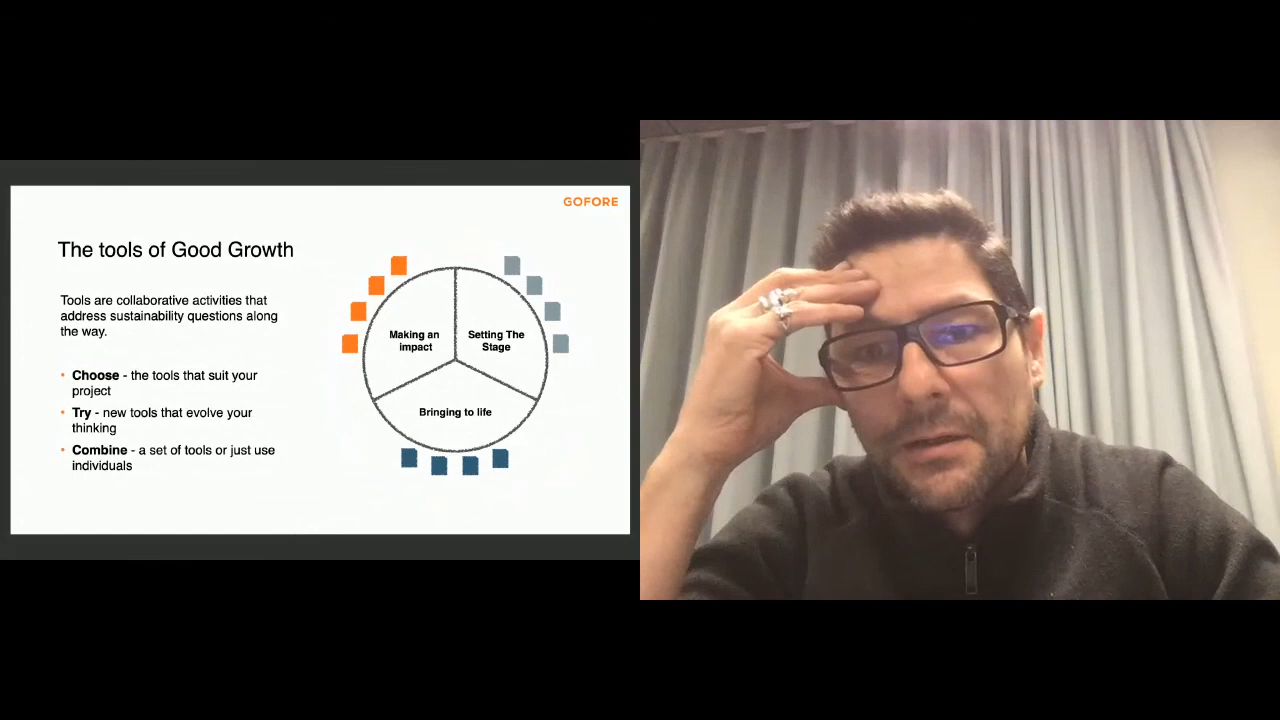 GOFORE
The tools of Good Growth
Tools are collaborative activities that
address sustainability questions along
the way.
• Choose - the tools that suit your
project
• Try - new tools that evolve your
thinking
• Combine - a set of tools or just use
individuals
Making an
impact
Setting The
Stage
Bringing to life